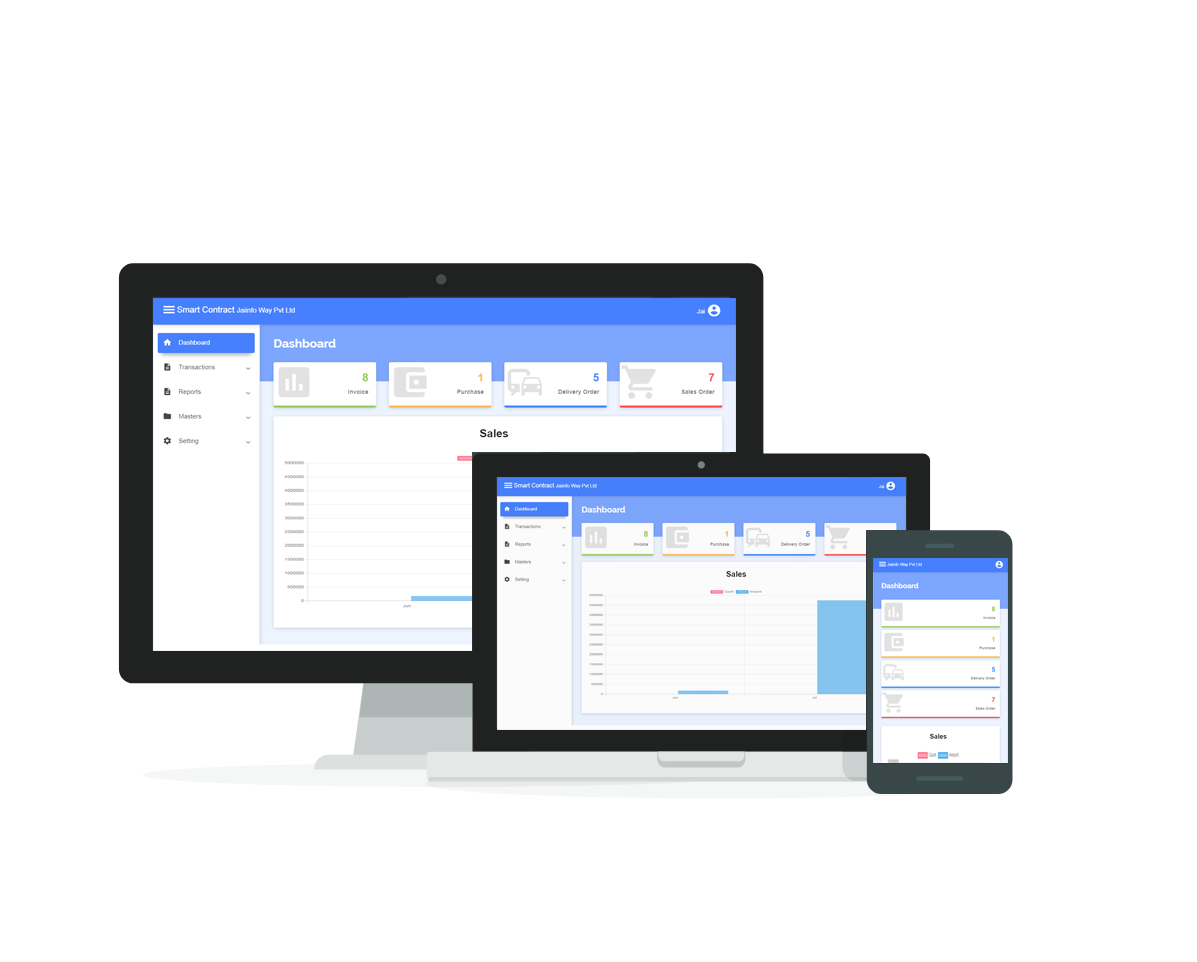 Smart Contract Jainfo Way Pvt Ltd
Jai
Dashboard
Transactions
Reports
Masters
Setting
Dashboard
8
Invoice
1
Purchase
5
Delivery Order
7
Sales Order
Sales
5000000
4500000
4000000
3500000
3000000
2500000
2000000
1500000
1000000
500000
0
Jun
Smart Contract Jainfo Way Pvt Ltd
Jai
Dashboard
Transactions
Reports
Masters
Setting
Dashboard
8
Invoice
1
Purchase
5
Delivery Order
Sales
Count
Amount
0
Jun
Jul
Jainfo Way Pvt Ltd
Dashboard
8
Invoice
1
Purchase
5
Delivery Order
7
Sales Order
Sales